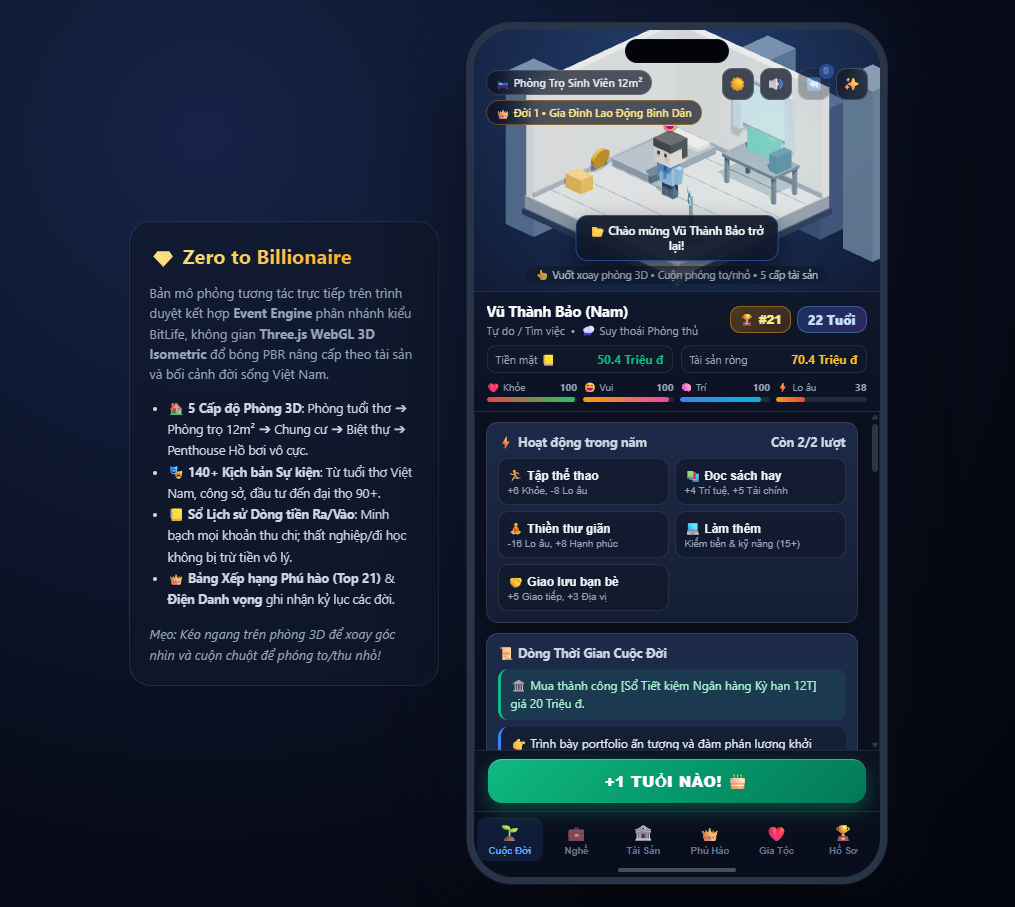 Zero to Billionaire
Bản mô phỏng tương tác trực tiếp trên trình
duyệt kết hợp Event Engine phân nhánh kiểu
BitLife, không gian Three.js WebGL 3D
Isometric đổ bóng PBR nâng cấp theo tài sản
và bối cảnh đời sống Việt Nam.
• 5 Cấp độ Phòng 3D: Phòng tuổi thơ ➔
Phòng trọ 12m² ➔ Chung cư ➔ Biệt thự ➔
Penthouse Hồ bơi vô cực.
• 140+ Kịch bản Sự kiện: Từ tuổi thơ Việt
Nam, công sở, đầu tư đến đại thọ 90+.
• Sổ Lịch sử Dòng tiền Ra/Vào: Minh
bạch mọi khoản thu chi; thất nghiệp/đi học
không bị trừ tiền vô lý.
• Bảng Xếp hạng Phú hào (Top 21) &
Điện Danh vọng ghi nhận kỷ lục các đời.
Mẹo: Kéo ngang trên phòng 3D để xoay góc
nhìn và cuộn chuột để phóng to/thu nhỏ!
Phòng Trọ Sinh Viên 12m²
0
Đời 1 • Gia Đình Lao Động Bình Dân
Chào mừng Vũ Thành Bảo trở
lại!
Vuốt xoay phòng 3D • Cuộn phóng to/nhỏ • 5 cấp tài sản
Vũ Thành Bảo (Nam)
#21
22 Tuổi
Tự do / Tìm việc • Suy thoái Phòng thủ
Tiền mặt 50.4 Triệu đ
Tài sản ròng 70.4 Triệu đ
Khỏe 100
Vui 100
Trí 100
Lo âu 38
Hoạt động trong năm
Còn 2/2 lượt
Tập thể thao
+6 Khỏe, -8 Lo âu
Đọc sách hay
+4 Trí tuệ, +5 Tài chính
Thiền thư giãn
-16 Lo âu, +8 Hạnh phúc
Làm thêm
Kiếm tiền & kỹ năng (15+)
Giao lưu bạn bè
+5 Giao tiếp, +3 Địa vị
Dòng Thời Gian Cuộc Đời
Mua thành công [Sổ Tiết kiệm Ngân hàng Kỳ hạn 12T]
giá 20 Triệu đ.
Trình bày portfolio ấn tượng và đàm phán lương khởi
+1 TUỔI NÀO!
Cuộc Đời
Nghề
Tài Sản
Phú Hào
Gia Tộc
Hồ Sơ